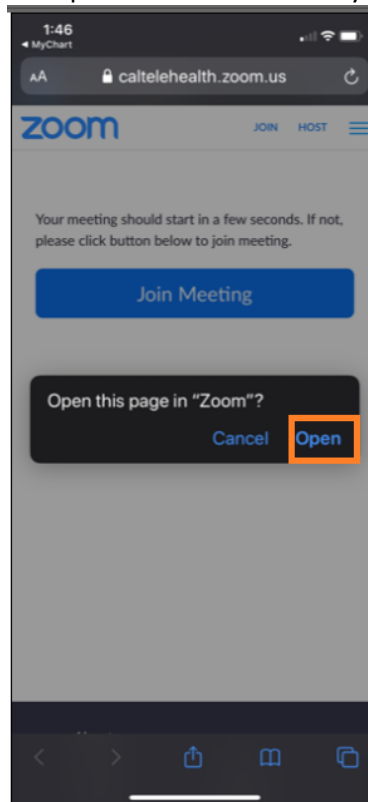 1:46
◀ MyChart
AA caltelehealth.zoom.us
zoom JOIN HOST
Your meeting should start in a few seconds. If not,
please click button below to join meeting.
Join Meeting
Open this page in "Zoom"?
Cancel Open